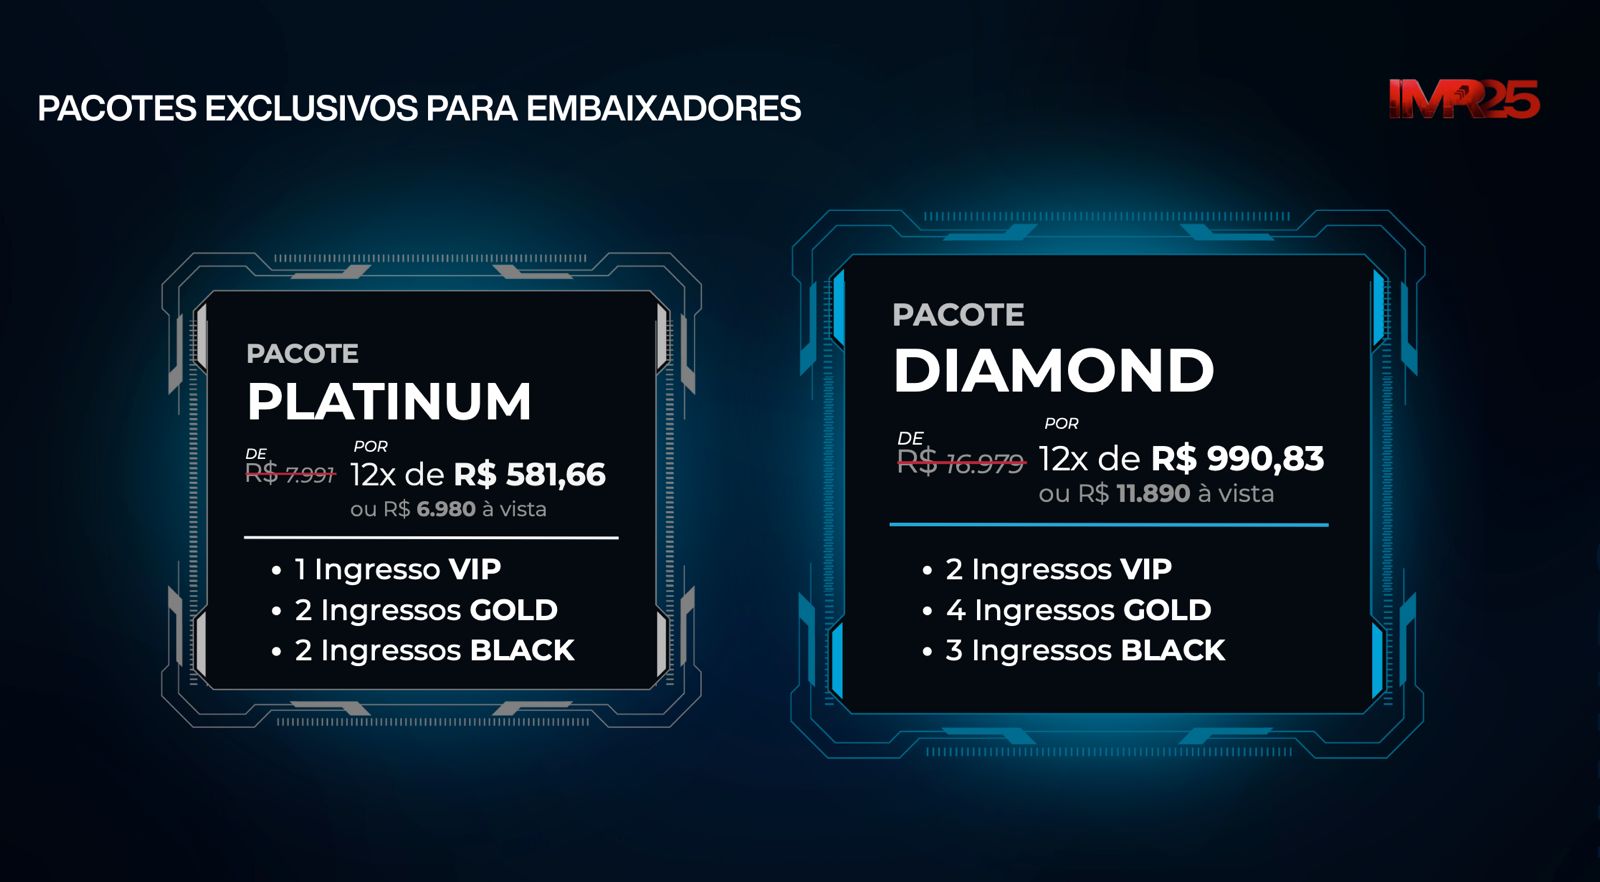 PACOTES EXCLUSIVOS PARA EMBAIXADORES
IMR25
PACOTE
PLATINUM
DE
R$ 7.991
POR
12x de R$ 581,66
ou R$ 6.980 à vista
• 1 Ingresso VIP
• 2 Ingressos GOLD
• 2 Ingressos BLACK
PACOTE
DIAMOND
DE
R$ 16.979
POR
12x de R$ 990,83
ou R$ 11.890 à vista
• 2 Ingressos VIP
• 4 Ingressos GOLD
• 3 Ingressos BLACK